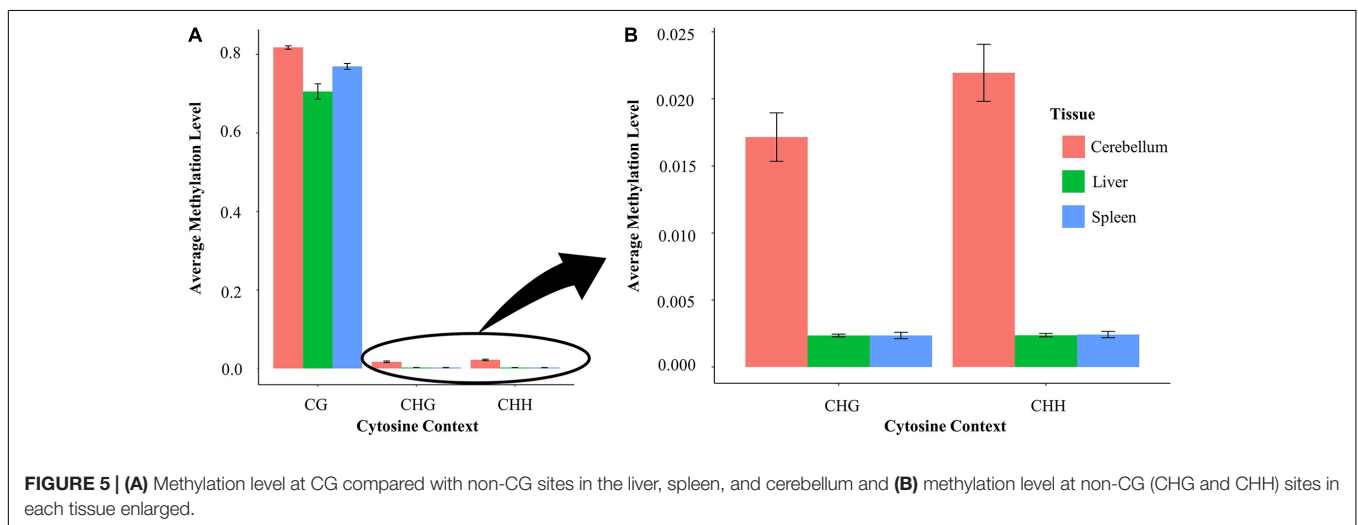 A
Average Methylation Level
0.8
0.6
0.4
0.2
0.0
CG
CHG
CHH
Cytosine Context
B
Average Methylation Level
0.025
0.020
0.015
0.010
0.005
0.000
CHG
CHH
Cytosine Context
Tissue
Cerebellum
Liver
Spleen
FIGURE 5 | (A) Methylation level at CG compared with non-CG sites in the liver, spleen, and cerebellum and (B) methylation level at non-CG (CHG and CHH) sites in
each tissue enlarged.